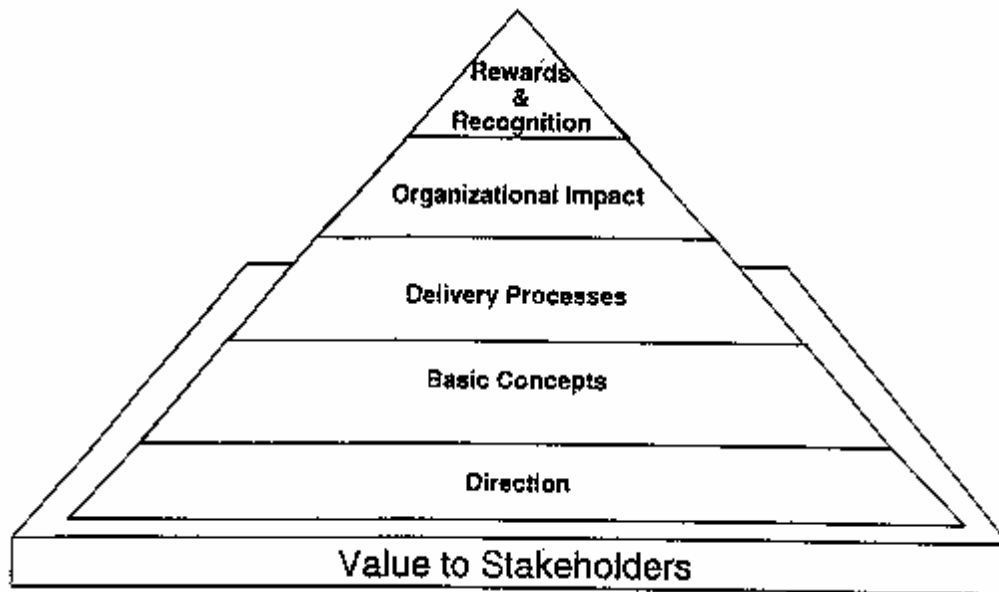 Rewards
&
Recognition
Organizational Impact
Delivery Processes
Basic Concepts
Direction
Value to Stakeholders